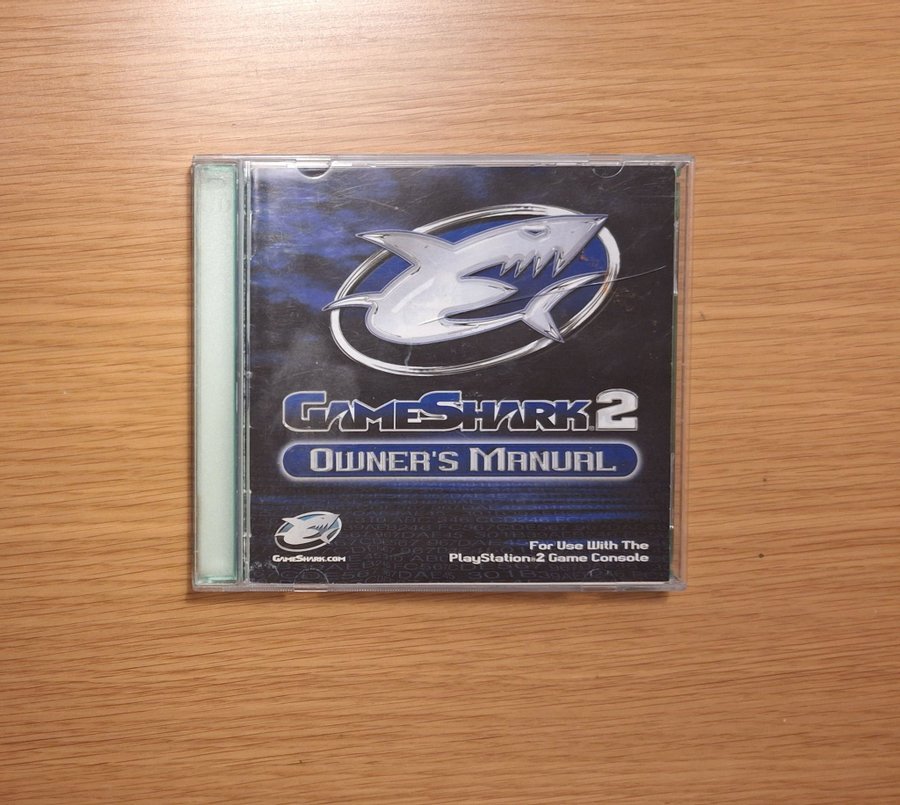 GameShark®2
Owner's Manual
GameShark.com
For Use With The
PlayStation®2 Game Console